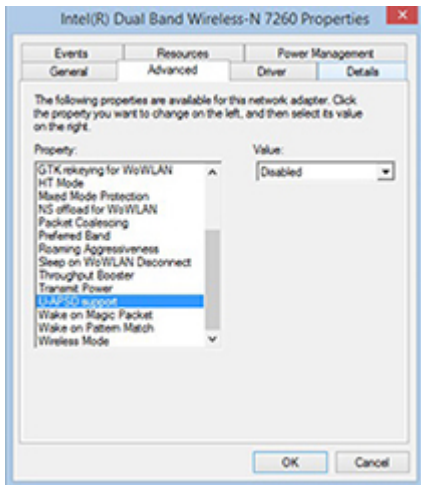 Intel(R) Dual Band Wireless-N 7260 Properties
Events Resources Power Management
General Advanced Driver Details
The following properties are available for this network adapter. Click
the property you want to change on the left, and then select its value
on the right.
Property: Value:
GTK rekeying for WoWLAN Disabled
HT Mode
Mixed Mode Protection
NS offload for WoWLAN
Packet Coalescing
Preferred Band
Roaming Aggressiveness
Sleep on WoWLAN Disconnect
Throughput Booster
Transmit Power
U-APSD support
Wake on Magic Packet
Wake on Pattern Match
Wireless Mode
OK Cancel